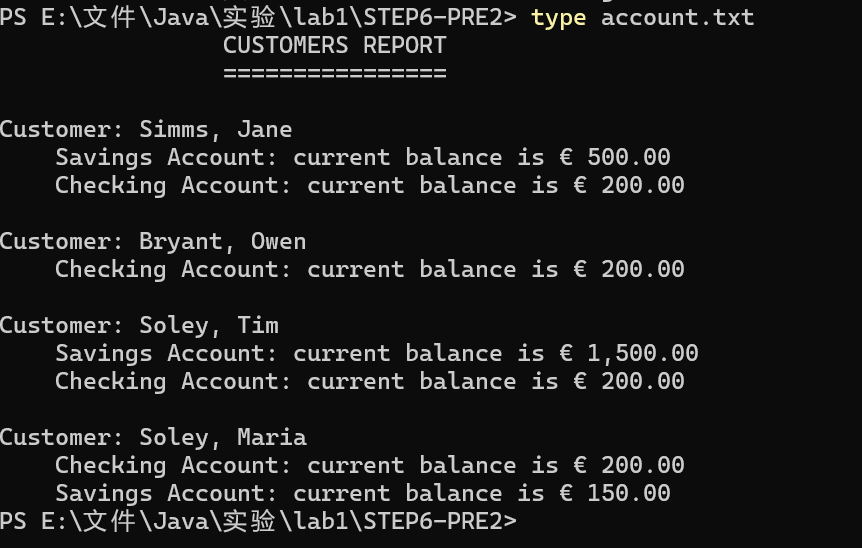 PS E:\文件\Java\实验\lab1\STEP6-PRE2> type account.txt
                CUSTOMERS REPORT
                ================

Customer: Simms, Jane
    Savings Account: current balance is € 500.00
    Checking Account: current balance is € 200.00

Customer: Bryant, Owen
    Checking Account: current balance is € 200.00

Customer: Soley, Tim
    Savings Account: current balance is € 1,500.00
    Checking Account: current balance is € 200.00

Customer: Soley, Maria
    Checking Account: current balance is € 200.00
    Savings Account: current balance is € 150.00
PS E:\文件\Java\实验\lab1\STEP6-PRE2>